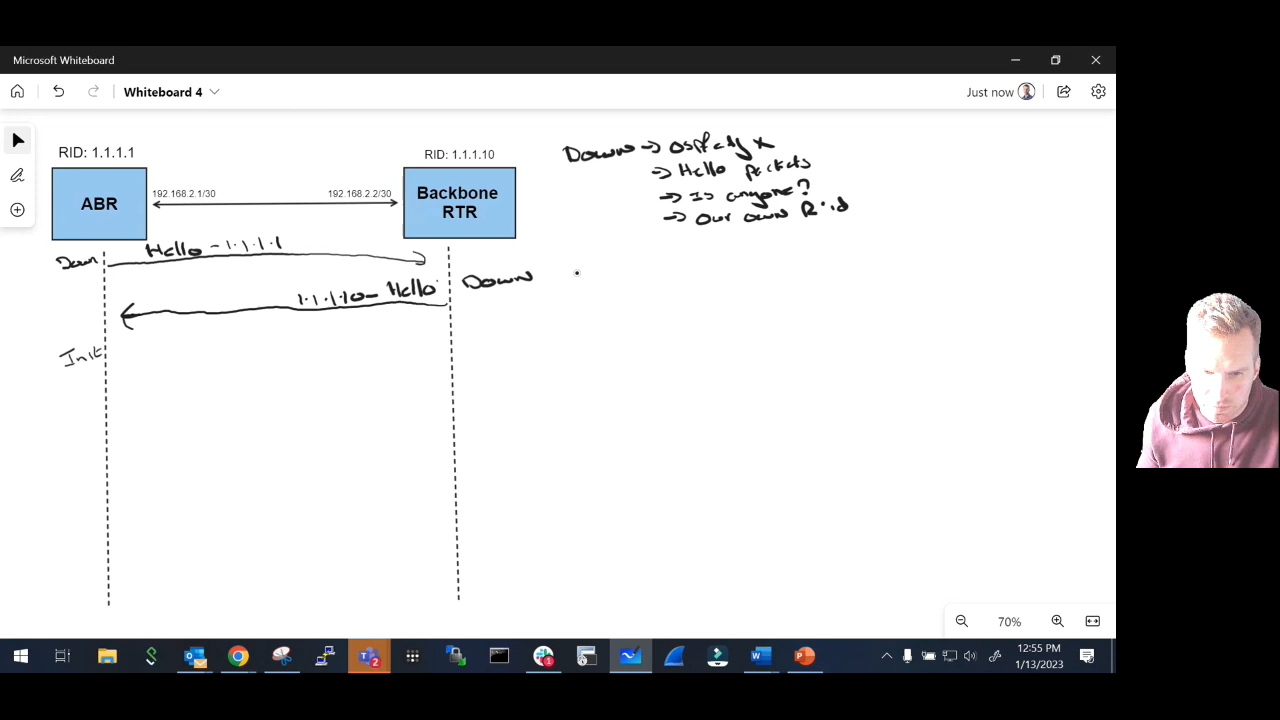 Microsoft Whiteboard
Whiteboard 4
Just now
RID: 1.1.1.1
RID: 1.1.1.10
ABR
192.168.2.1/30
192.168.2.2/30
Backbone
RTR
Down →
→ Hello packets
→ Is anyone?
→ Our own R.id
Hello - 1.1.1.1
Down
1.1.1.10 - Hello
Down
Init
70%
2
1
12:55 PM
1/13/2023